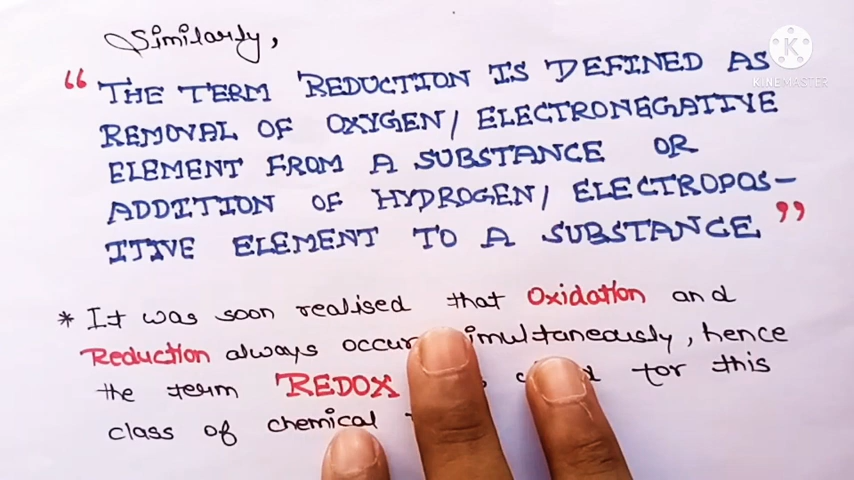 Similarly,
K
KINEMASTER
“THE TERM REDUCTION IS DEFINED AS
REMOVAL OF OXYGEN/ ELECTRONEGATIVE
ELEMENT FROM A SUBSTANCE OR
ADDITION OF HYDROGEN/ ELECTROPOS-
ITIVE ELEMENT TO A SUBSTANCE”
* It was soon realised that Oxidation and
Reduction always occur simultaneously, hence
the term REDOX for this
class of chemical